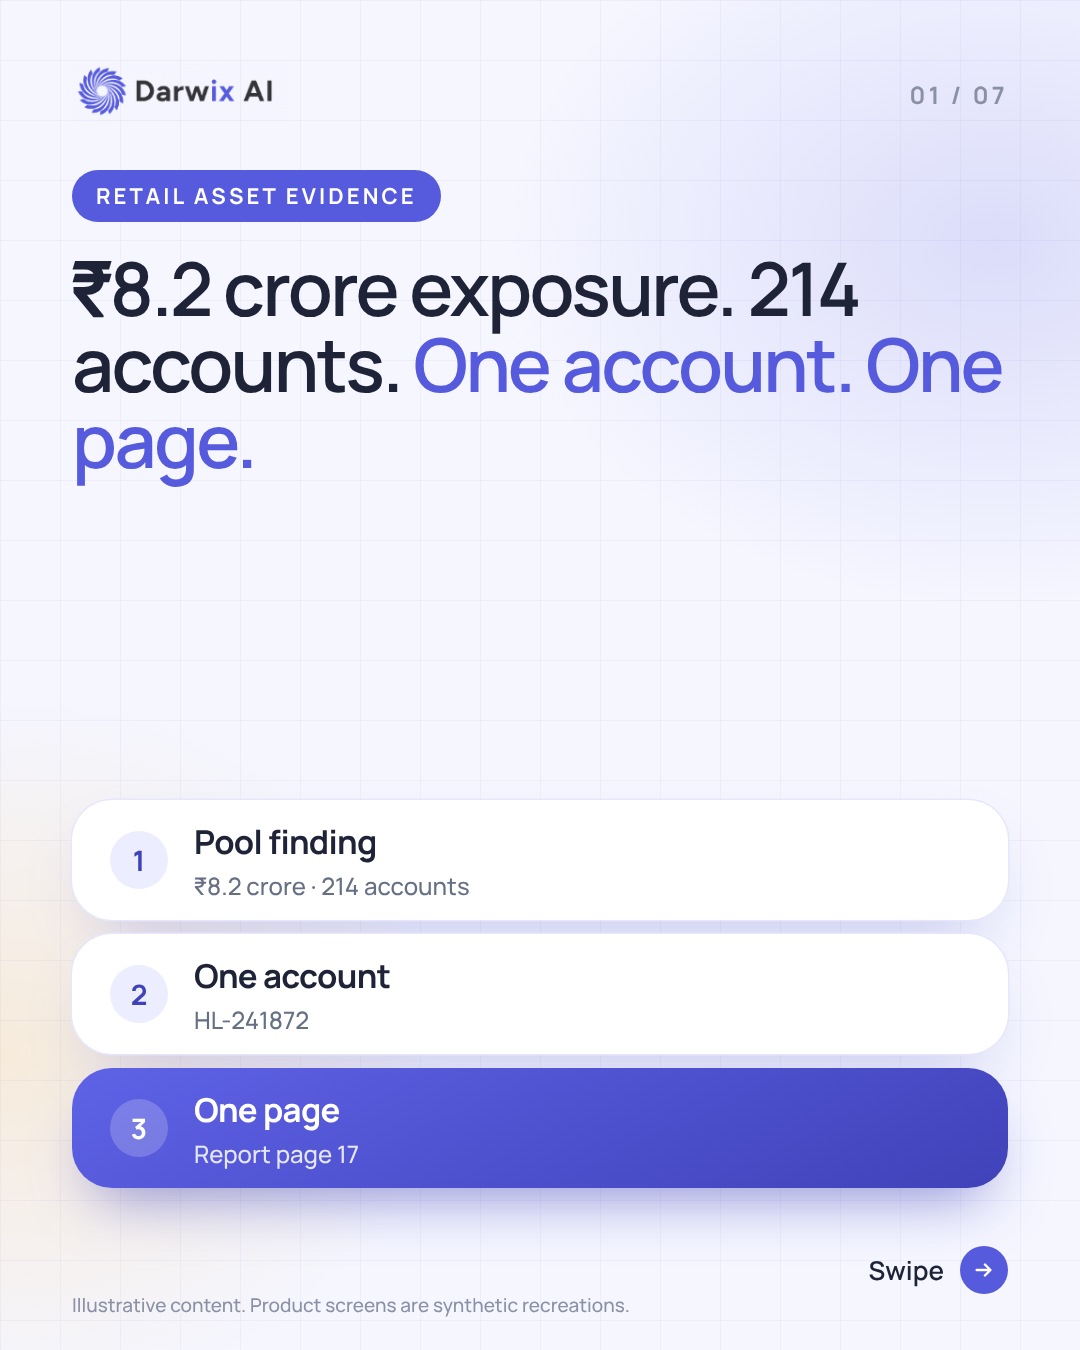 Darwix AI
01 / 07
RETAIL ASSET EVIDENCE
₹8.2 crore exposure. 214
accounts. One account. One
page.
1
Pool finding
₹8.2 crore · 214 accounts
2
One account
HL-241872
3
One page
Report page 17
Swipe
Illustrative content. Product screens are synthetic recreations.